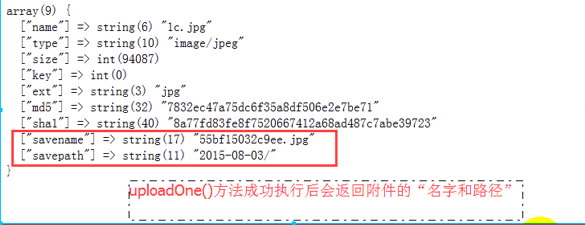 array(9) {
["name"] => string(6) "lc.jpg"
["type"] => string(10) "image/jpeg"
["size"] => int(94087)
["key"] => int(0)
["ext"] => string(3) "jpg"
["md5"] => string(32) "7832ec47a75dc6f35a8df506e2e7be71"
["sha1"] => string(40) "8a77fd83fe8f7520667412a68ad487c7abe39723"
["savename"] => string(17) "55bf15032c9ee.jpg"
["savepath"] => string(11) "2015-08-03/"
}
uploadOne()方法成功执行后会返回附件的“名字和路径”